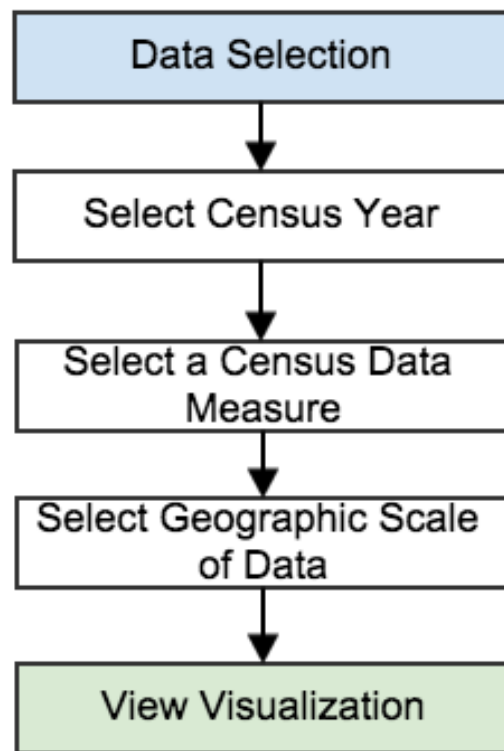 Data Selection
Select Census Year
Select a Census Data
Measure
Select Geographic Scale
of Data
View Visualization